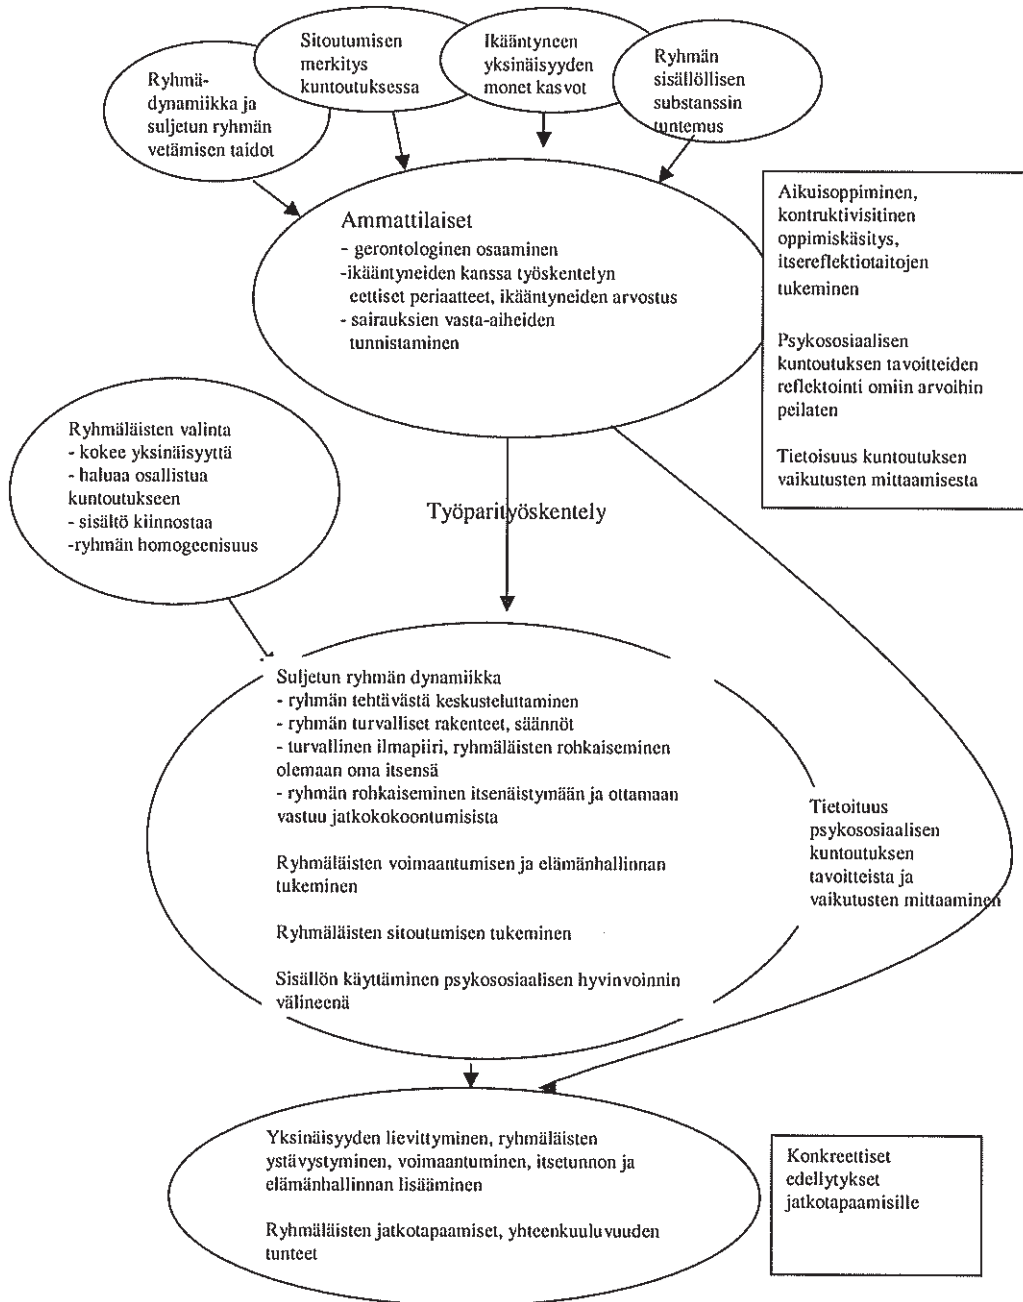 Ryhmä-
dynamiikka ja
suljetun ryhmän
vetämisen taidot
Sitoutumisen
merkitys
kuntoutuksessa
Ikääntyneen
yksinäisyyden
monet kasvot
Ryhmän
sisällöllisen
substanssin
tuntemus
Ammattilaiset
- gerontologinen osaaminen
-ikääntyneiden kanssa työskentelyn
eettiset periaatteet, ikääntyneiden arvostus
- sairauksien vasta-aiheiden
tunnistaminen
Aikuisoppiminen,
kontruktivisitinen
oppimiskäsitys,
itsereflektiotaitojen
tukeminen
Psykososiaalisen
kuntoutuksen tavoitteiden
reflektointi omiin arvoihin
peilaten
Tietoisuus kuntoutuksen
vaikutusten mittaamisesta
Ryhmäläisten valinta
- kokee yksinäisyyttä
- haluaa osallistua
kuntoutukseen
- sisältö kiinnostaa
-ryhmän homogeenisuus
Työparityöskentely
Suljetun ryhmän dynamiikka
- ryhmän tehtävästä keskusteluttaminen
- ryhmän turvalliset rakenteet, säännöt
- turvallinen ilmapiiri, ryhmäläisten rohkaiseminen
olemaan oma itsensä
- ryhmän rohkaiseminen itsenäistymään ja ottamaan
vastuu jatkokokoontumisista
Ryhmäläisten voimaantumisen ja elämänhallinnan
tukeminen
Ryhmäläisten sitoutumisen tukeminen
Sisällön käyttäminen psykososiaalisen hyvinvoinnin
välineenä
Tietoituus
psykososiaalisen
kuntoutuksen
tavoitteista ja
vaikutusten mittaaminen
Yksinäisyyden lievittyminen, ryhmäläisten
ystävystyminen, voimaantuminen, itsetunnon ja
elämänhallinnan lisääminen
Ryhmäläisten jatkotapaamiset, yhteenkuuluvuuden
tunteet
Konkreettiset
edellytykset
jatkotapaamisille